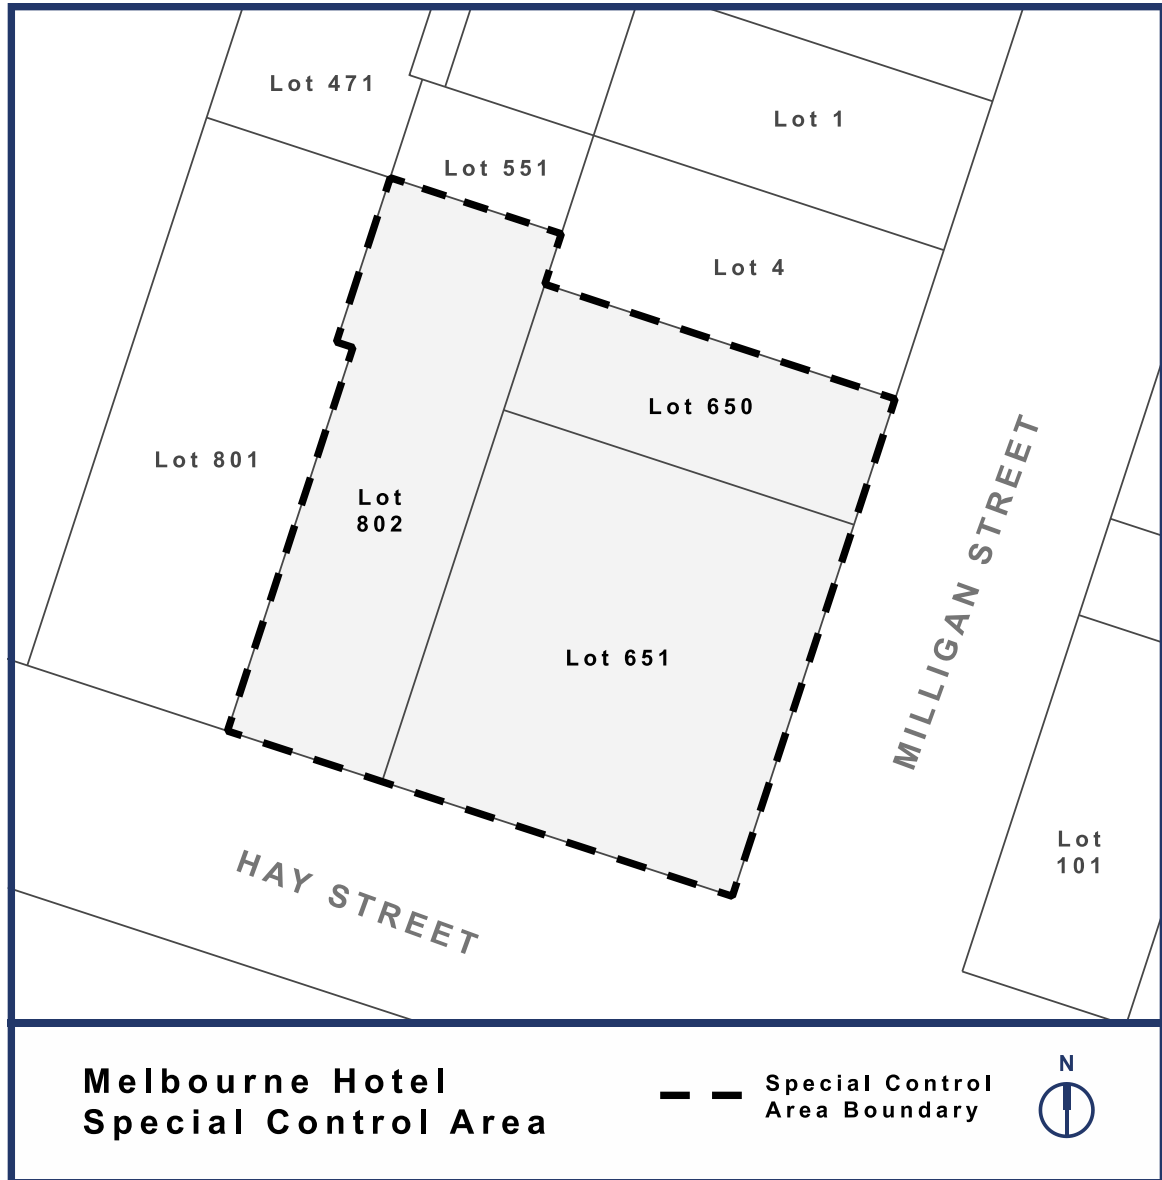 Lot 471
Lot 1
Lot 551
Lot 4
Lot 650
Lot 801
Lot
802
MILLIGAN STREET
Lot 651
Lot
101
HAY STREET
Melbourne Hotel
Special Control Area
Special Control
Area Boundary
N